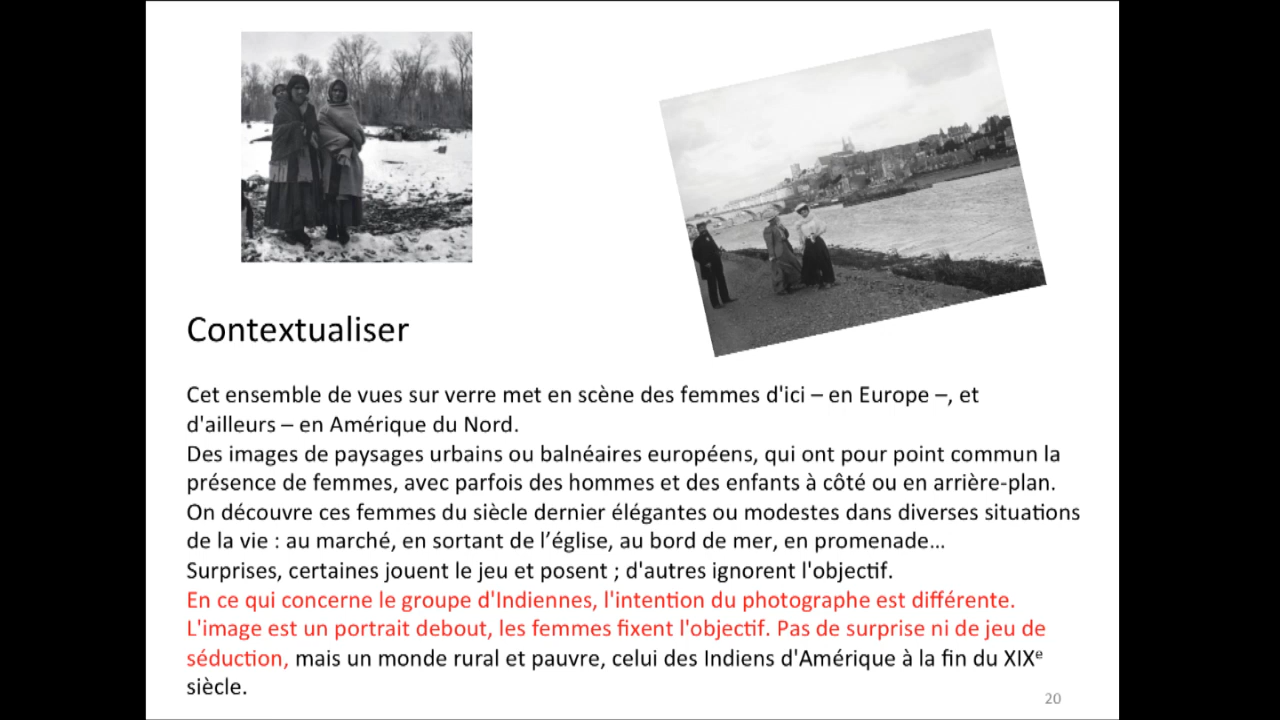 Contextualiser
Cet ensemble de vues sur verre met en scène des femmes d'ici – en Europe –, et
d'ailleurs – en Amérique du Nord.
Des images de paysages urbains ou balnéaires européens, qui ont pour point commun la
présence de femmes, avec parfois des hommes et des enfants à côté ou en arrière-plan.
On découvre ces femmes du siècle dernier élégantes ou modestes dans diverses situations
de la vie : au marché, en sortant de l’église, au bord de mer, en promenade…
Surprises, certaines jouent le jeu et posent ; d'autres ignorent l'objectif.
En ce qui concerne le groupe d'Indiennes, l'intention du photographe est différente.
L'image est un portrait debout, les femmes fixent l'objectif. Pas de surprise ni de jeu de
séduction, mais un monde rural et pauvre, celui des Indiens d'Amérique à la fin du XIXᵉ
siècle.
20